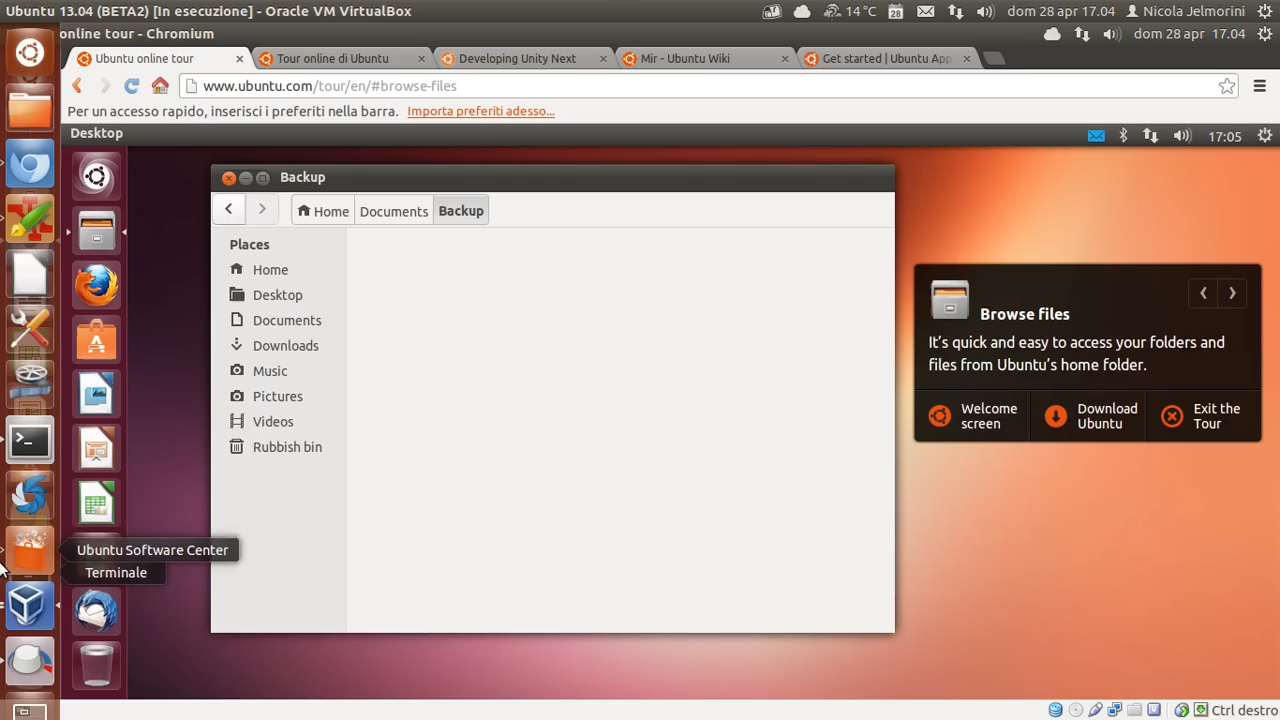 Ubuntu 13.04 (BETA2) [In esecuzione] - Oracle VM VirtualBox
14 °C
28
dom 28 apr 17.04
Nicola Jelmorini
online tour - Chromium
dom 28 apr 17.04
Ubuntu online tour
Tour online di Ubuntu
Developing Unity Next
Mir - Ubuntu Wiki
Get started | Ubuntu App
www.ubuntu.com/tour/en/#browse-files
Per un accesso rapido, inserisci i preferiti nella barra.
Importa preferiti adesso...
Desktop
17:05
Backup
Home
Documents
Backup
Places
Home
Desktop
Documents
Downloads
Music
Pictures
Videos
Rubbish bin
Browse files
It's quick and easy to access your folders and
files from Ubuntu's home folder.
Welcome
screen
Download
Ubuntu
Exit the
Tour
Ubuntu Software Center
Terminale
Ctrl destro